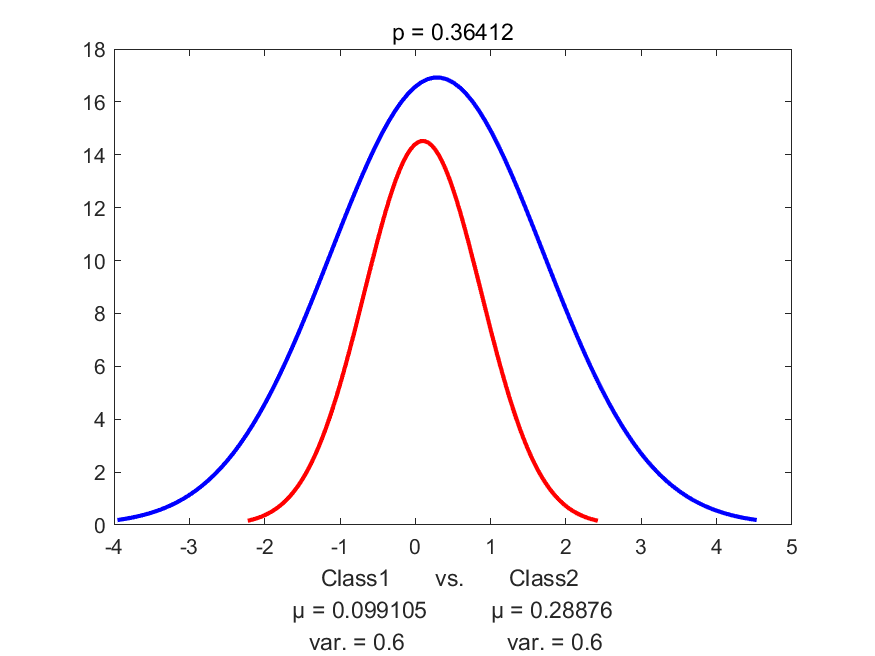 p = 0.36412
18
16
14
12
10
8
6
4
2
0
-4 -3 -2 -1 0 1 2 3 4 5
Class1 vs. Class2
μ = 0.099105 μ = 0.28876
var. = 0.6 var. = 0.6